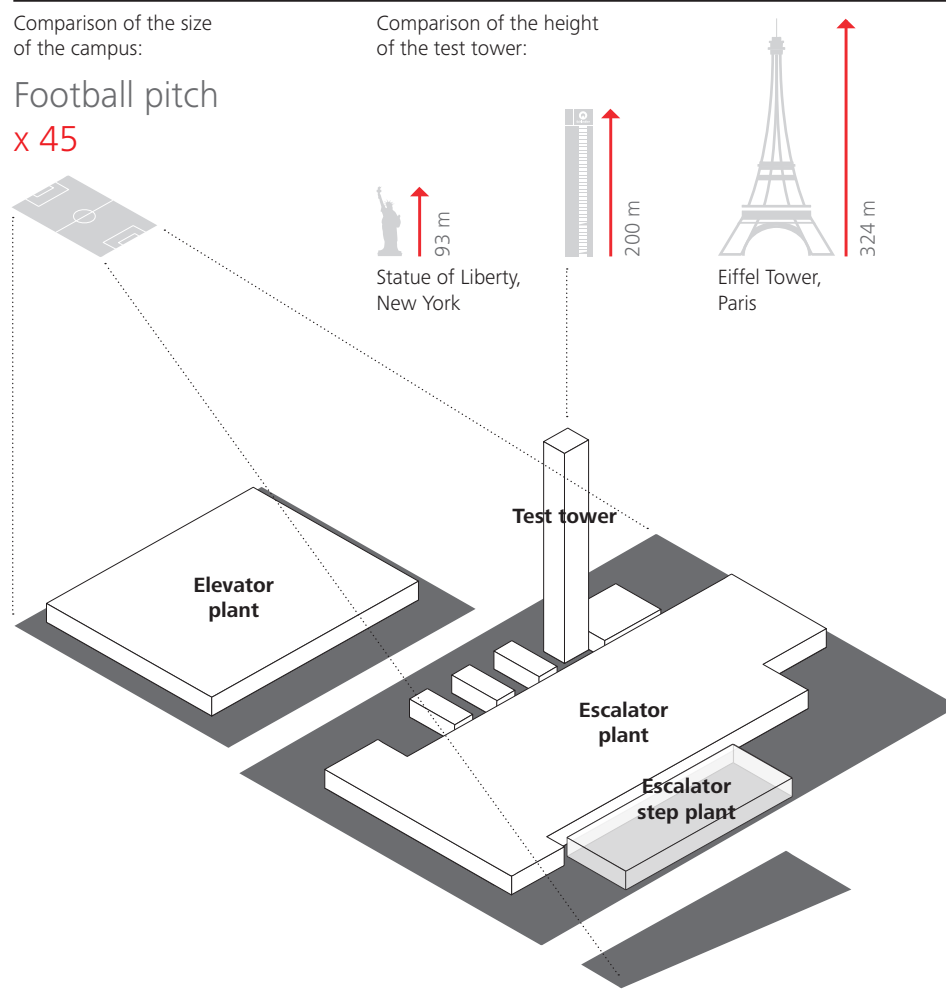 Comparison of the size
of the campus:
Football pitch
x 45
Comparison of the height
of the test tower:
93 m
Statue of Liberty,
New York
200 m
324 m
Eiffel Tower,
Paris
Test tower
Elevator
plant
Escalator
plant
Escalator
step plant